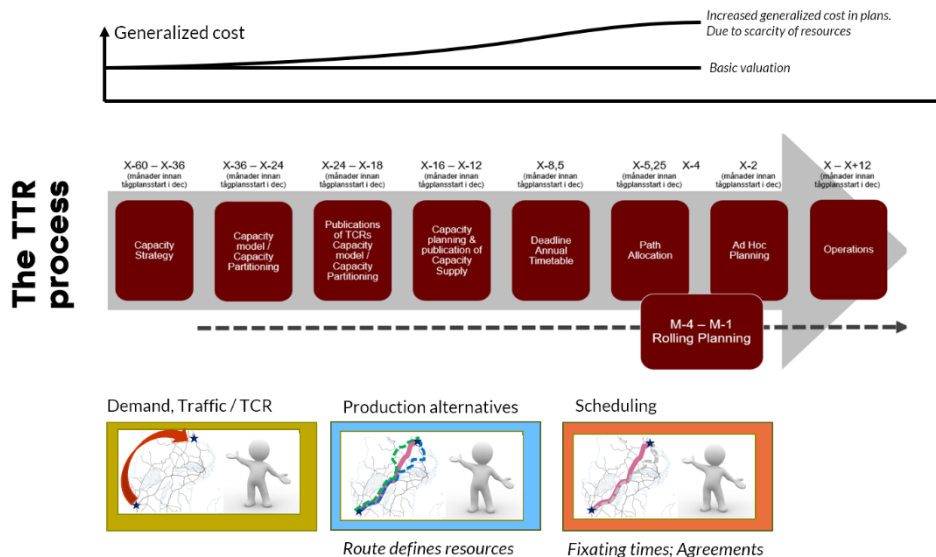 Generalized cost
Increased generalized cost in plans.
Due to scarcity of resources
Basic valuation
The TTR
process
X-60 – X-36
(månader innan
tågplansstart i dec)
X-36 – X-24
(månader innan
tågplansstart i dec)
X-24 – X-18
(månader innan
tågplansstart i dec)
X-16 – X-12
(månader innan
tågplansstart i dec)
X-8,5
(månader innan
tågplansstart i dec)
X-5,25 X-4
(månader innan
tågplansstart i dec)
X-2
(månader innan
tågplansstart i dec)
X – X+12
(månader innan
tågplansstart i dec)
Capacity
Strategy
Capacity
model /
Capacity
Partitioning
Publications
of TCRs
Capacity
model /
Capacity
Partitioning
Capacity
planning &
publication of
Capacity
Supply
Deadline
Annual
Timetable
Path
Allocation
Ad Hoc
Planning
Operations
M-4 – M-1
Rolling Planning
Demand, Traffic / TCR
Production alternatives
Scheduling
Route defines resources
Fixating times; Agreements